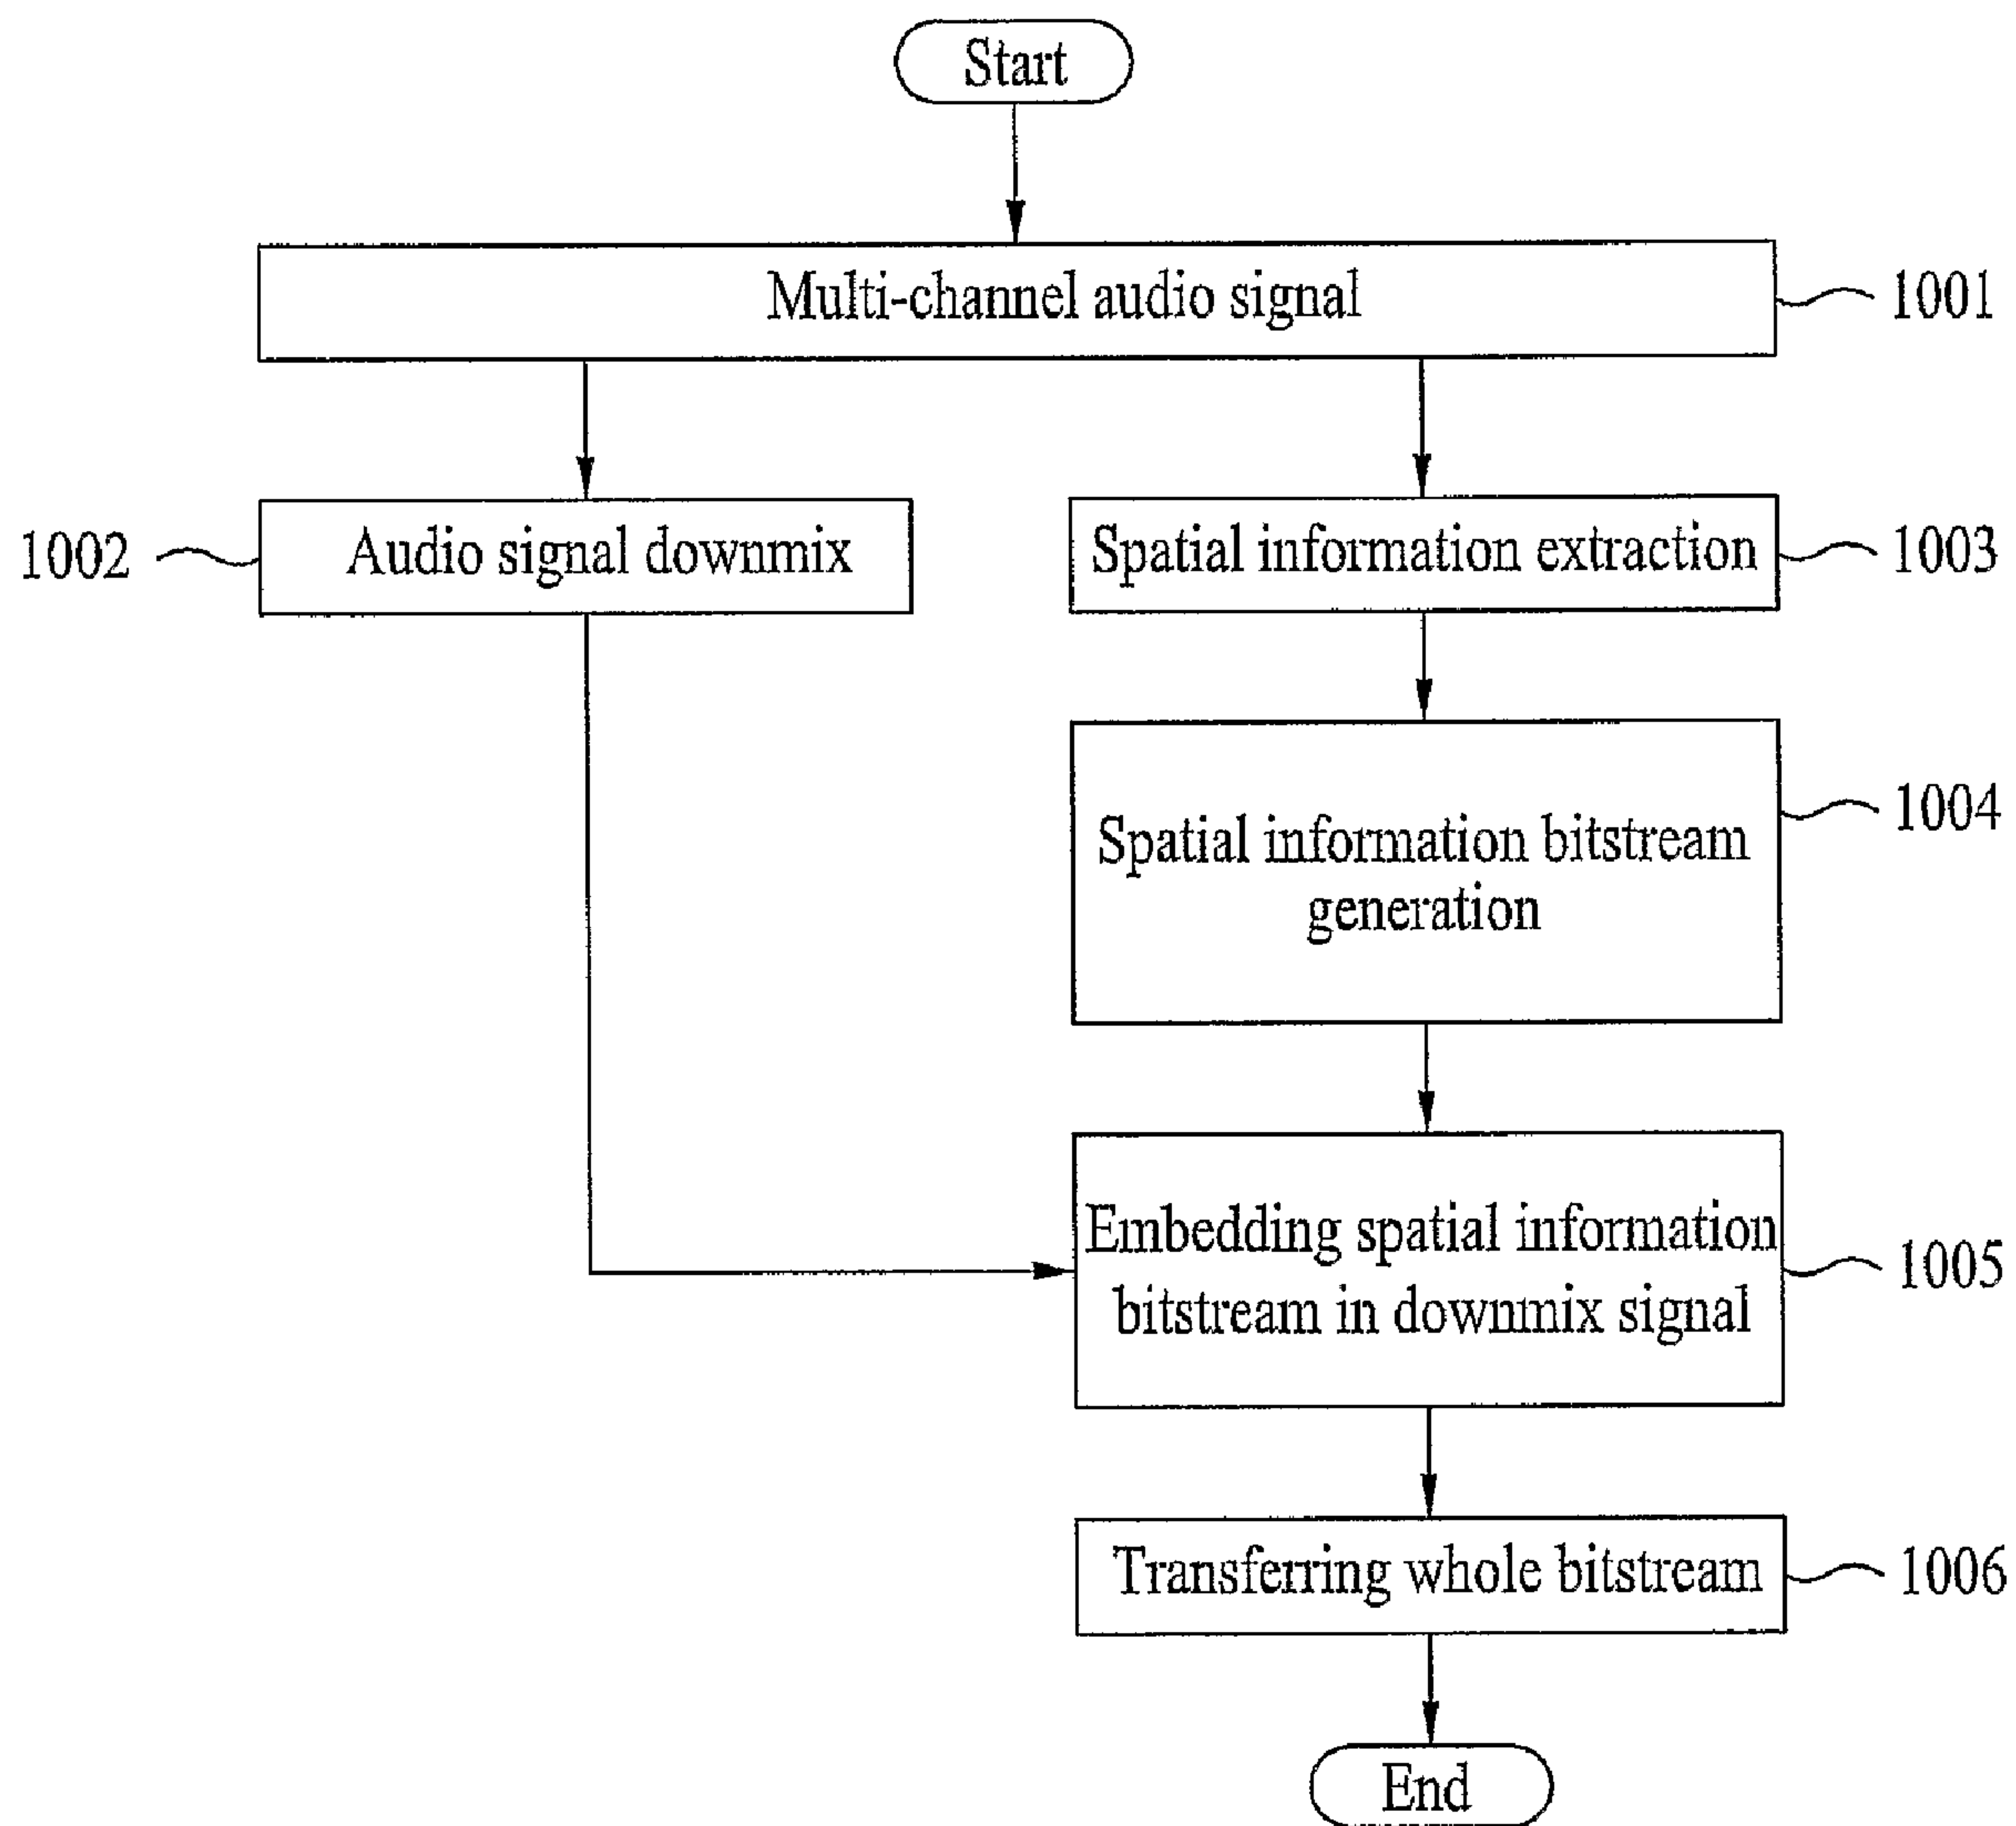 Start
Multi-channel audio signal
1001
1002
Audio signal downmix
Spatial information extraction
1003
Spatial information bitstream
generation
1004
Embedding spatial information
bitstream in downmix signal
1005
Transferring whole bitstream
1006
End